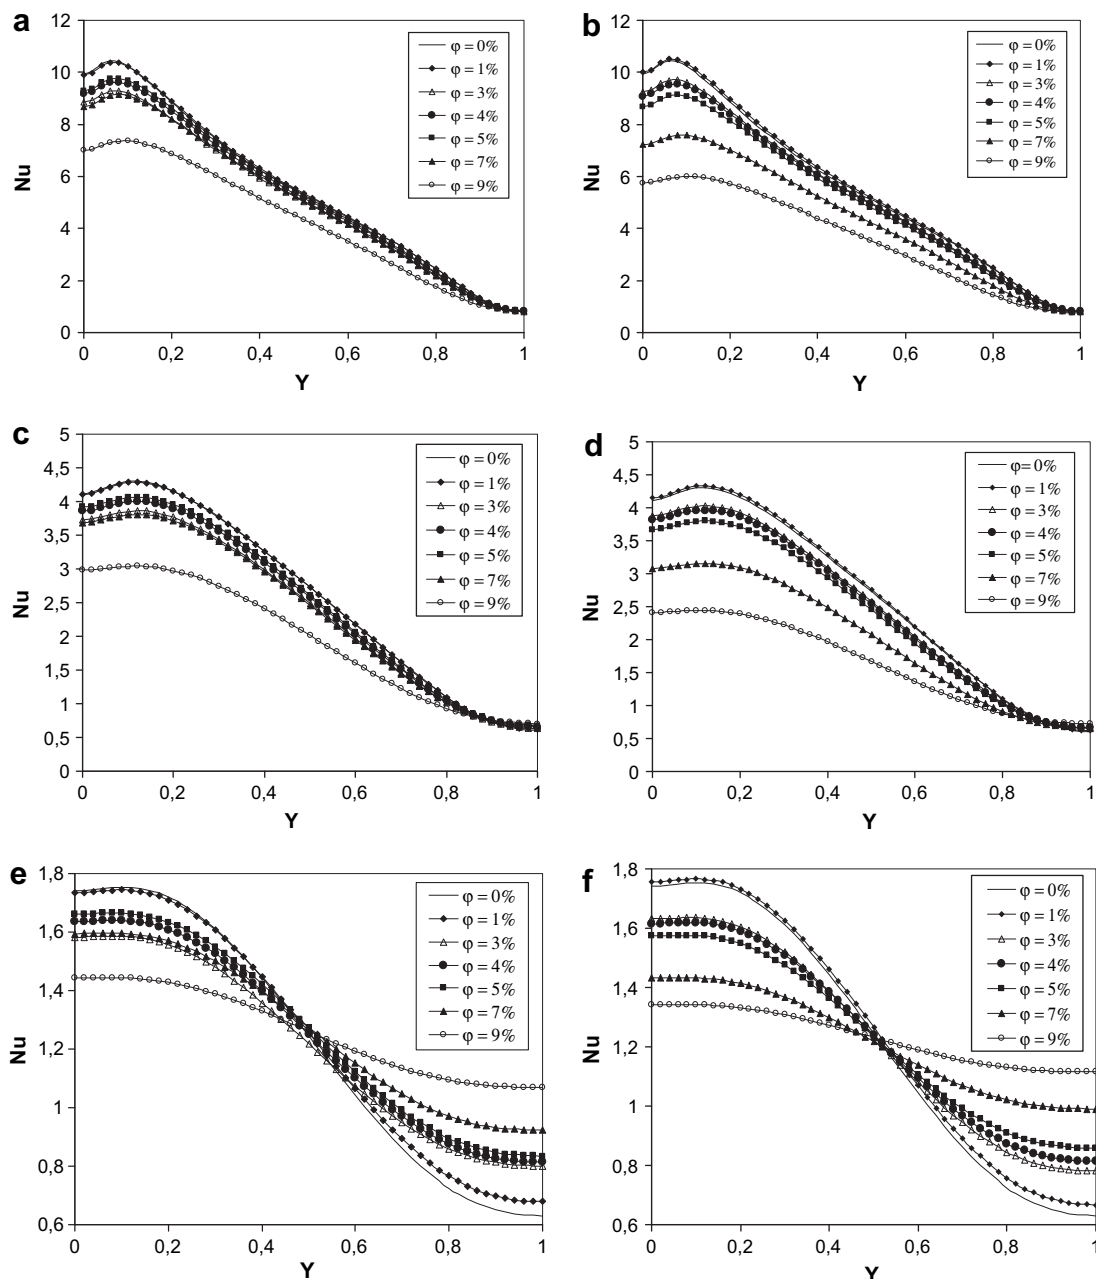 a
12
10
8
6
4
2
0
Nu
0
0,2
0,4
0,6
0,8
1
Y
φ = 0%
φ = 1%
φ = 3%
φ = 4%
φ = 5%
φ = 7%
φ = 9%
b
12
10
8
6
4
2
0
Nu
0
0,2
0,4
0,6
0,8
1
Y
φ = 0%
φ = 1%
φ = 3%
φ = 4%
φ = 5%
φ = 7%
φ = 9%
c
5
4,5
4
3,5
3
2,5
2
1,5
1
0,5
0
Nu
0
0,2
0,4
0,6
0,8
1
Y
φ = 0%
φ = 1%
φ = 3%
φ = 4%
φ = 5%
φ = 7%
φ = 9%
d
5
4,5
4
3,5
3
2,5
2
1,5
1
0,5
0
Nu
0
0,2
0,4
0,6
0,8
1
Y
φ= 0%
φ = 1%
φ = 3%
φ = 4%
φ = 5%
φ = 7%
φ = 9%
e
1,8
1,6
1,4
1,2
1
0,8
0,6
Nu
0
0,2
0,4
0,6
0,8
1
Y
φ = 0%
φ = 1%
φ = 3%
φ = 4%
φ = 5%
φ = 7%
φ = 9%
f
1,8
1,6
1,4
1,2
1
0,8
0,6
Nu
0
0,2
0,4
0,6
0,8
1
Y
φ = 0%
φ = 1%
φ = 3%
φ = 4%
φ = 5%
φ = 7%
φ = 9%